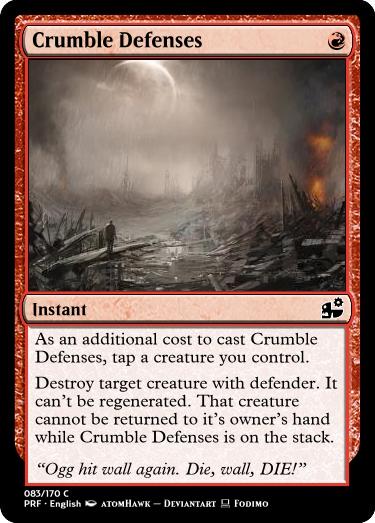 Crumble Defenses
Instant
As an additional cost to cast Crumble
Defenses, tap a creature you control.
Destroy target creature with defender. It
can't be regenerated. That creature
cannot be returned to it's owner's hand
while Crumble Defenses is on the stack.
“Ogg hit wall again. Die, wall, DIE!”
083/170 C
PRF • English ATOMHAWK – DEVIANTART FODIMO